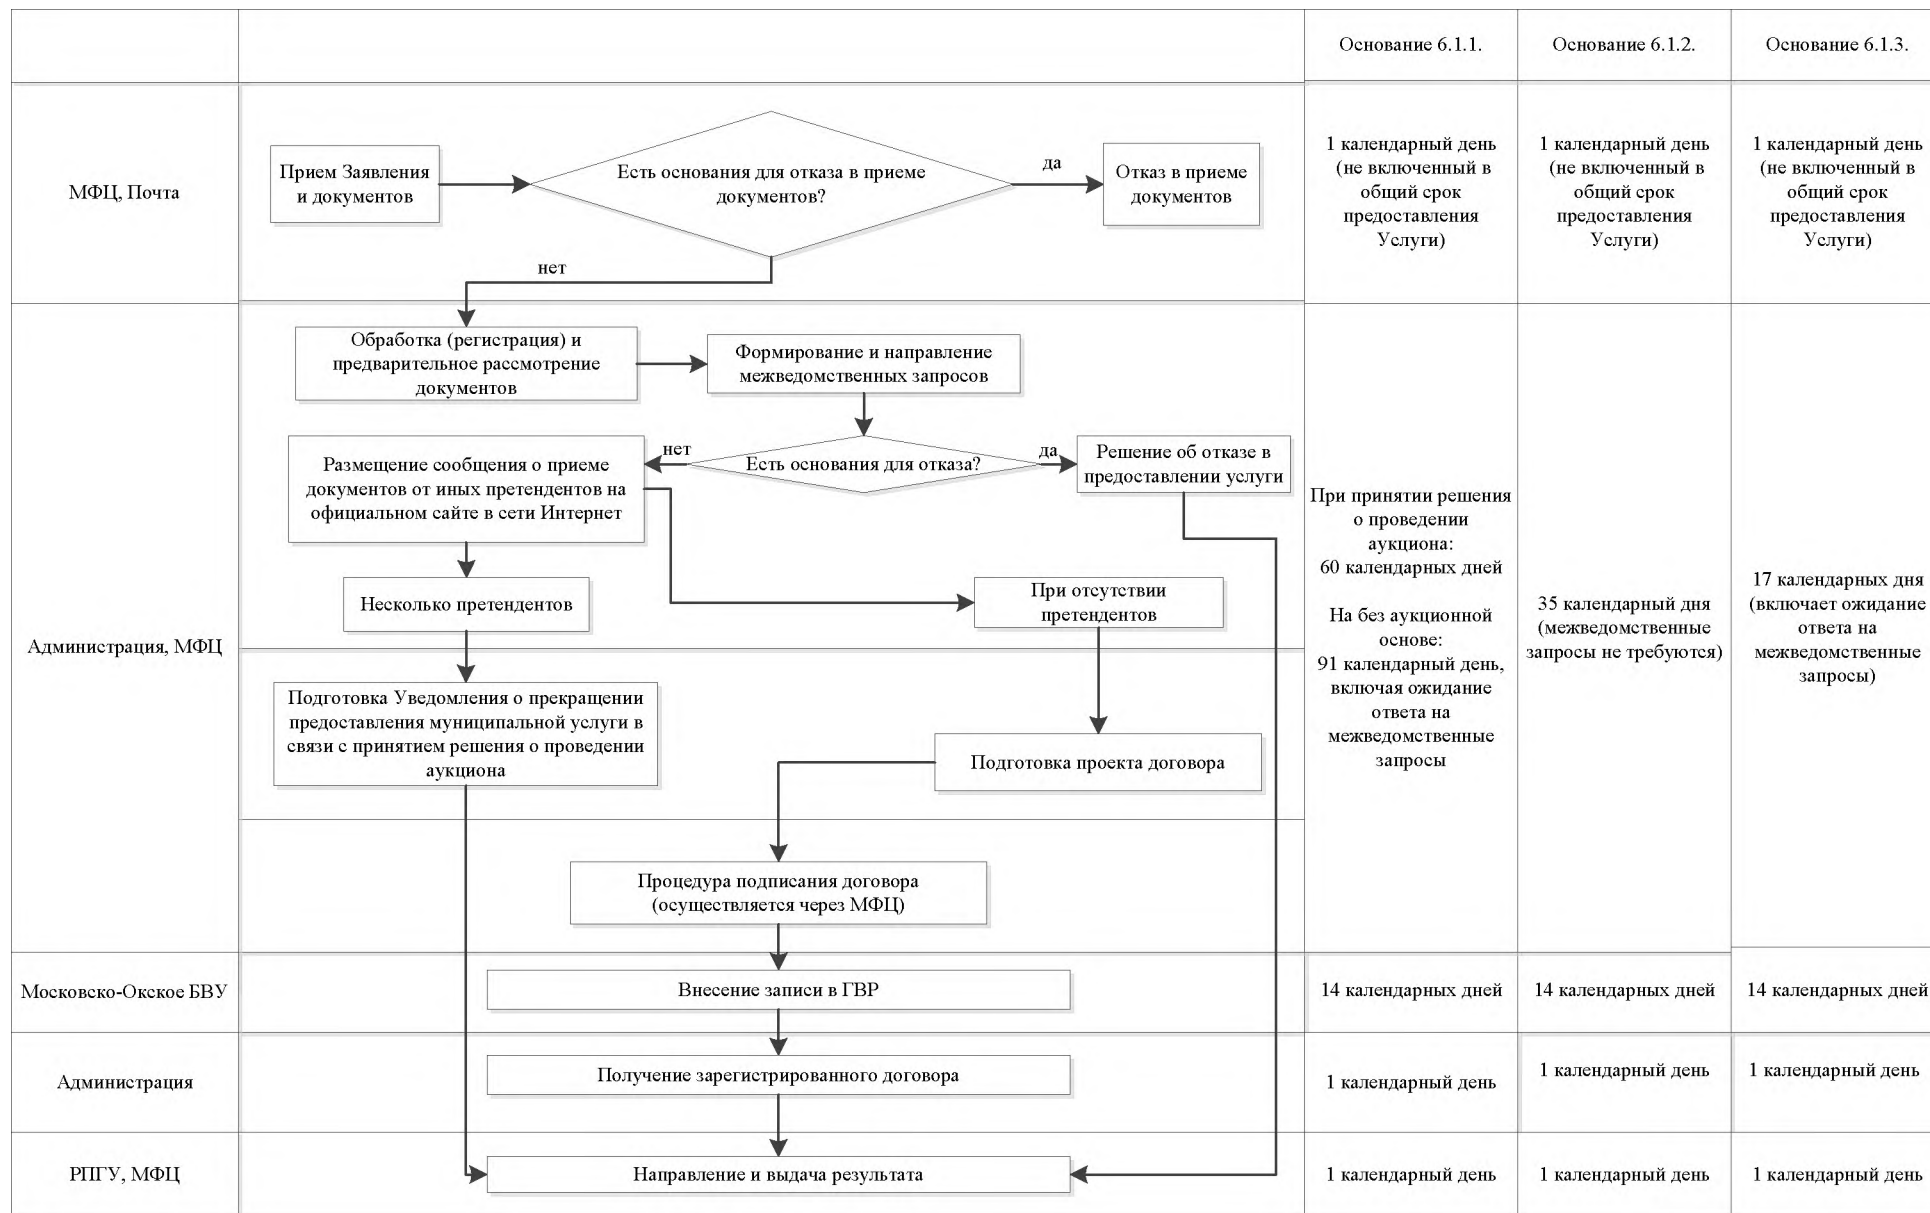 Основание 6.1.1.
Основание 6.1.2.
Основание 6.1.3.
МФЦ, Почта
Прием Заявления
и документов
Есть основания для отказа в приеме
документов?
да
Отказ в приеме
документов
нет
1 календарный день
(не включенный в
общий срок
предоставления
Услуги)
1 календарный день
(не включенный в
общий срок
предоставления
Услуги)
1 календарный день
(не включенный в
общий срок
предоставления
Услуги)
Администрация, МФЦ
Обработка (регистрация) и
предварительное рассмотрение
документов
Формирование и направление
межведомственных запросов
Есть основания для отказа?
нет
да
Решение об отказе в
предоставлении услуги
Размещение сообщения о приеме
документов от иных претендентов на
официальном сайте в сети Интернет
Несколько претендентов
При отсутствии
претендентов
Подготовка Уведомления о прекращении
предоставления муниципальной услуги в
связи с принятием решения о проведении
аукциона
Подготовка проекта договора
Процедура подписания договора
(осуществляется через МФЦ)
При принятии решения
о проведении
аукциона:
60 календарных дней
На без аукционной
основе:
91 календарный день,
включая ожидание
ответа на
межведомственные
запросы
35 календарный дня
(межведомственные
запросы не требуются)
17 календарных дня
(включает ожидание
ответа на
межведомственные
запросы)
Московско-Окское БВУ
Внесение записи в ГВР
14 календарных дней
14 календарных дней
14 календарных дней
Администрация
Получение зарегистрированного договора
1 календарный день
1 календарный день
1 календарный день
РПГУ, МФЦ
Направление и выдача результата
1 календарный день
1 календарный день
1 календарный день